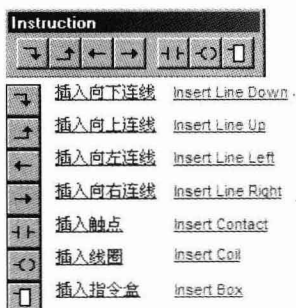 Instruction
插入向下连线 Insert Line Down
插入向上连线 Insert Line Up
插入向左连线 Insert Line Left
插入向右连线 Insert Line Right
插入触点 Insert Contact
插入线圈 Insert Coil
插入指令盒 Insert Box